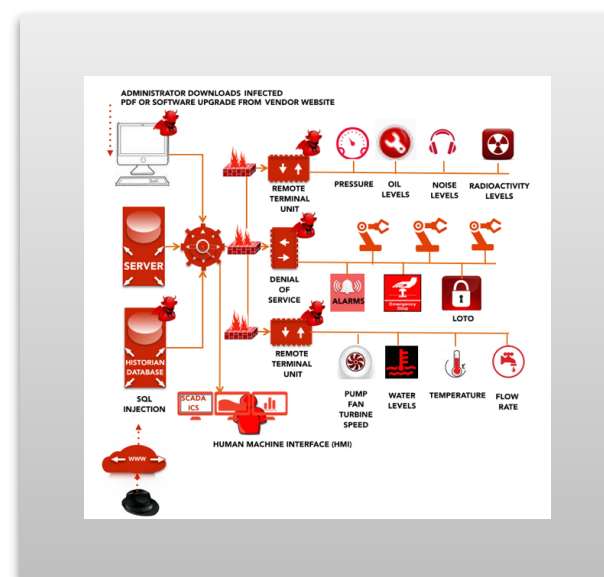 ADMINISTRATOR DOWNLOADS INFECTED
PDF OR SOFTWARE UPGRADE FROM VENDOR WEBSITE
REMOTE
TERMINAL
UNIT
PRESSURE
OIL
LEVELS
NOISE
LEVELS
RADIOACTIVITY
LEVELS
SERVER
DENIAL
OF
SERVICE
ALARMS
Emergency
Stop
LOTO
HISTORIAN
DATABASE
SQL
INJECTION
REMOTE
TERMINAL
UNIT
PUMP
FAN
TURBINE
SPEED
WATER
LEVELS
TEMPERATURE
FLOW
RATE
SCADA
ICS
HUMAN MACHINE INTERFACE (HMI)
WWW